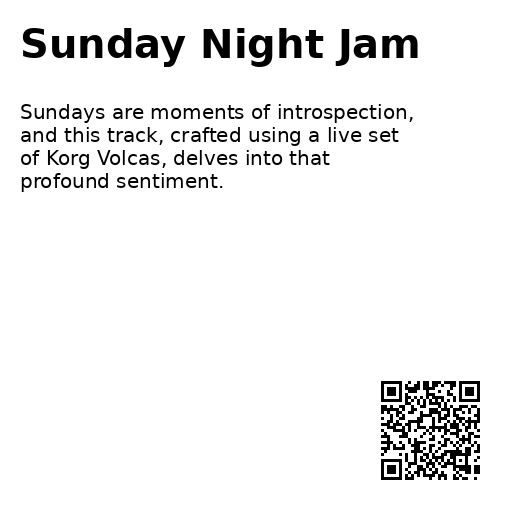 Sunday Night Jam
Sundays are moments of introspection,
and this track, crafted using a live set
of Korg Volcas, delves into that
profound sentiment.